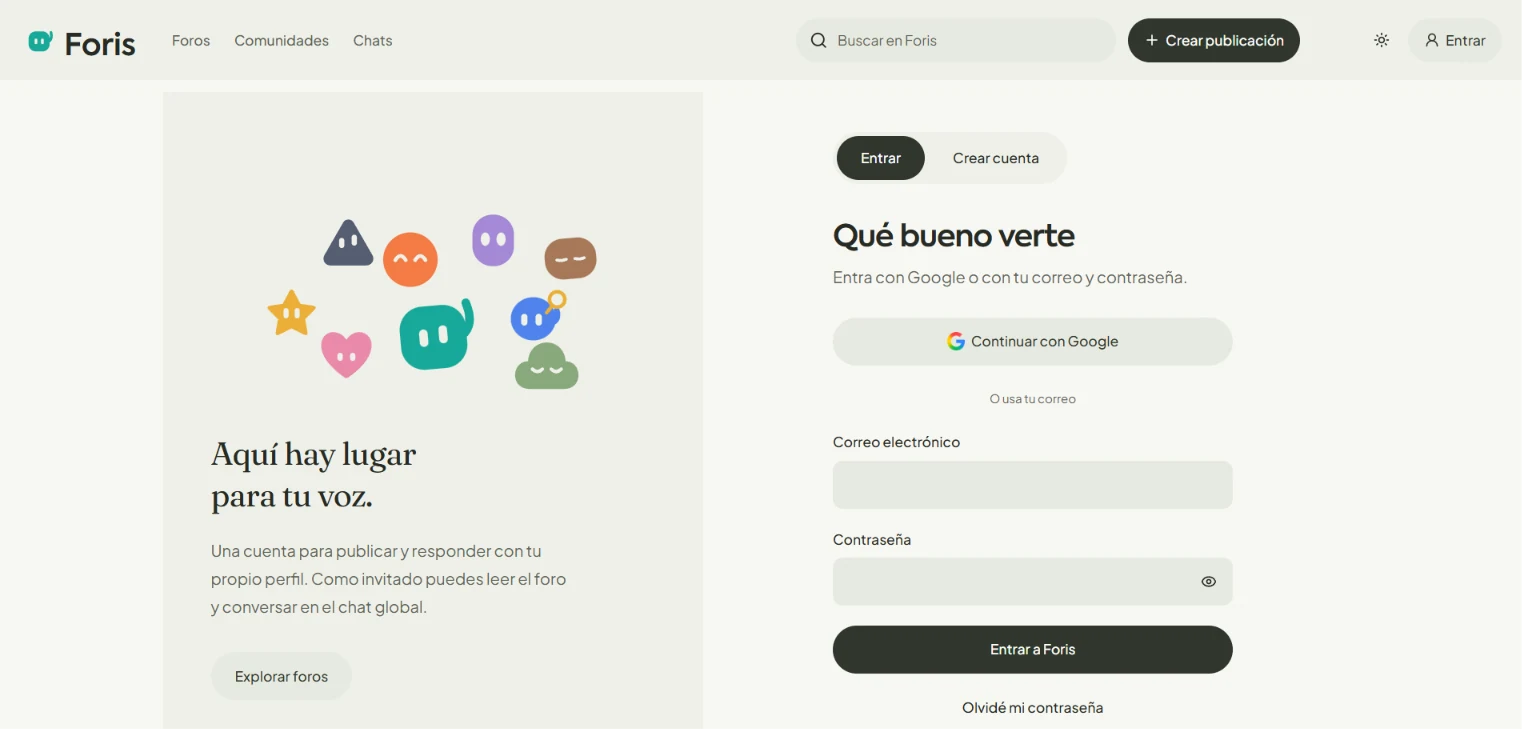 Foris
Foros
Comunidades
Chats
Buscar en Foris
+ Crear publicación
Entrar
Aquí hay lugar
para tu voz.
Una cuenta para publicar y responder con tu
propio perfil. Como invitado puedes leer el foro
y conversar en el chat global.
Explorar foros
Entrar
Crear cuenta
Qué bueno verte
Entra con Google o con tu correo y contraseña.
Continuar con Google
O usa tu correo
Correo electrónico
Contraseña
Entrar a Foris
Olvidé mi contraseña